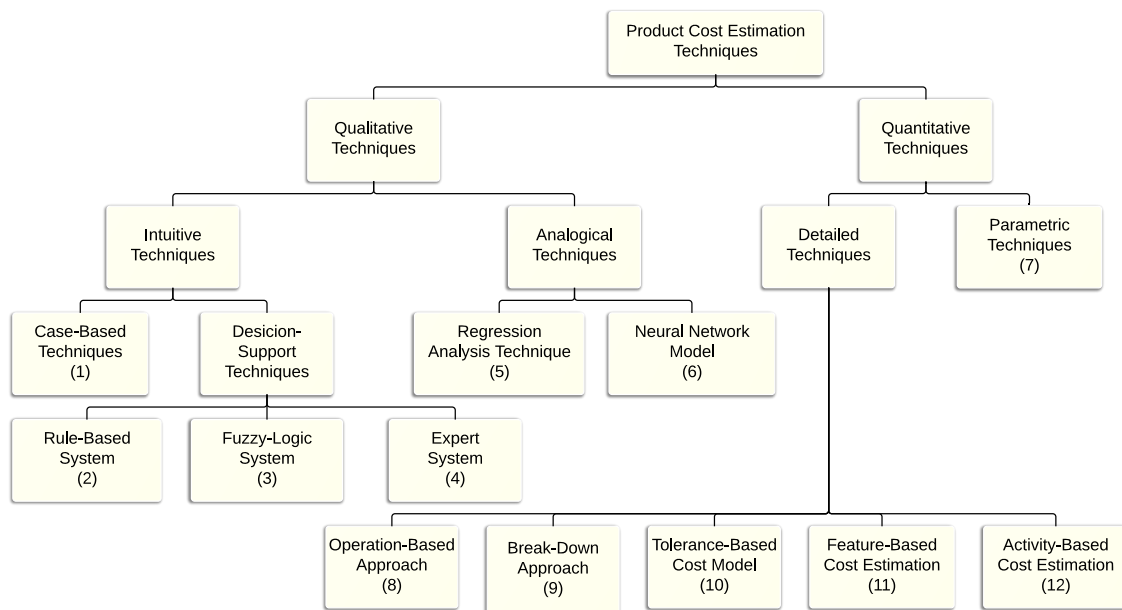 Product Cost Estimation
Techniques
Qualitative
Techniques
Quantitative
Techniques
Intuitive
Techniques
Analogical
Techniques
Detailed
Techniques
Parametric
Techniques
(7)
Case-Based
Techniques
(1)
Desicion-
Support
Techniques
Regression
Analysis Technique
(5)
Neural Network
Model
(6)
Rule-Based
System
(2)
Fuzzy-Logic
System
(3)
Expert
System
(4)
Operation-Based
Approach
(8)
Break-Down
Approach
(9)
Tolerance-Based
Cost Model
(10)
Feature-Based
Cost Estimation
(11)
Activity-Based
Cost Estimation
(12)